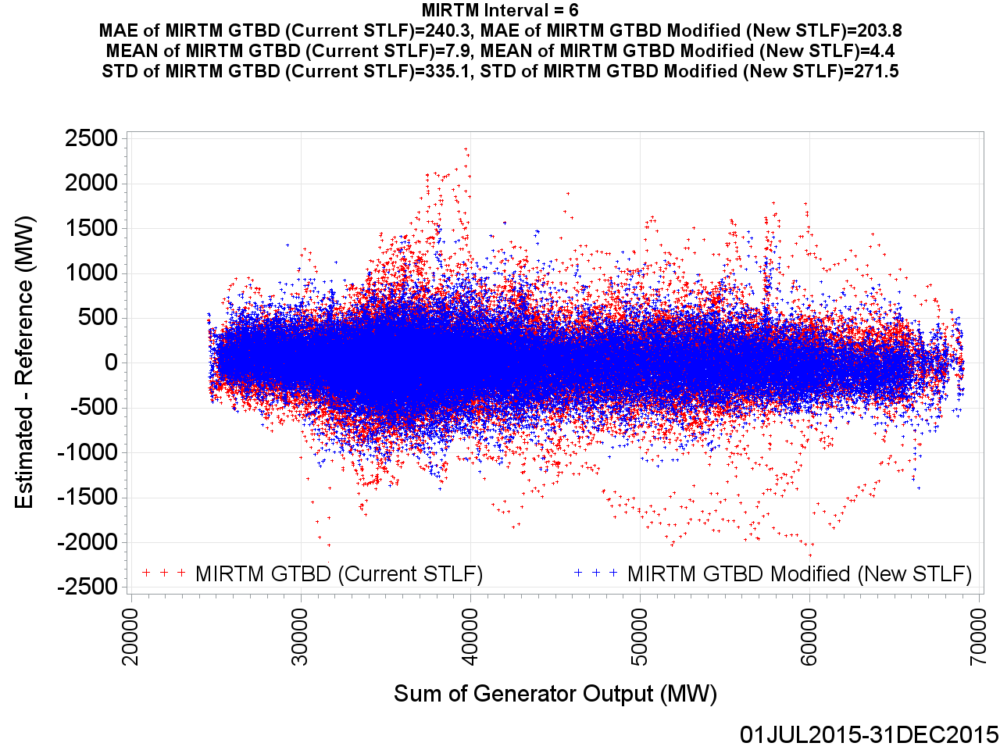 MIRTM Interval = 6
MAE of MIRTM GTBD (Current STLF)=240.3, MAE of MIRTM GTBD Modified (New STLF)=203.8
MEAN of MIRTM GTBD (Current STLF)=7.9, MEAN of MIRTM GTBD Modified (New STLF)=4.4
STD of MIRTM GTBD (Current STLF)=335.1, STD of MIRTM GTBD Modified (New STLF)=271.5
Estimated - Reference (MW)
2500
2000
1500
1000
500
0
-500
-1000
-1500
-2000
-2500
MIRTM GTBD (Current STLF)
MIRTM GTBD Modified (New STLF)
20000
30000
40000
50000
60000
70000
Sum of Generator Output (MW)
01JUL2015-31DEC2015